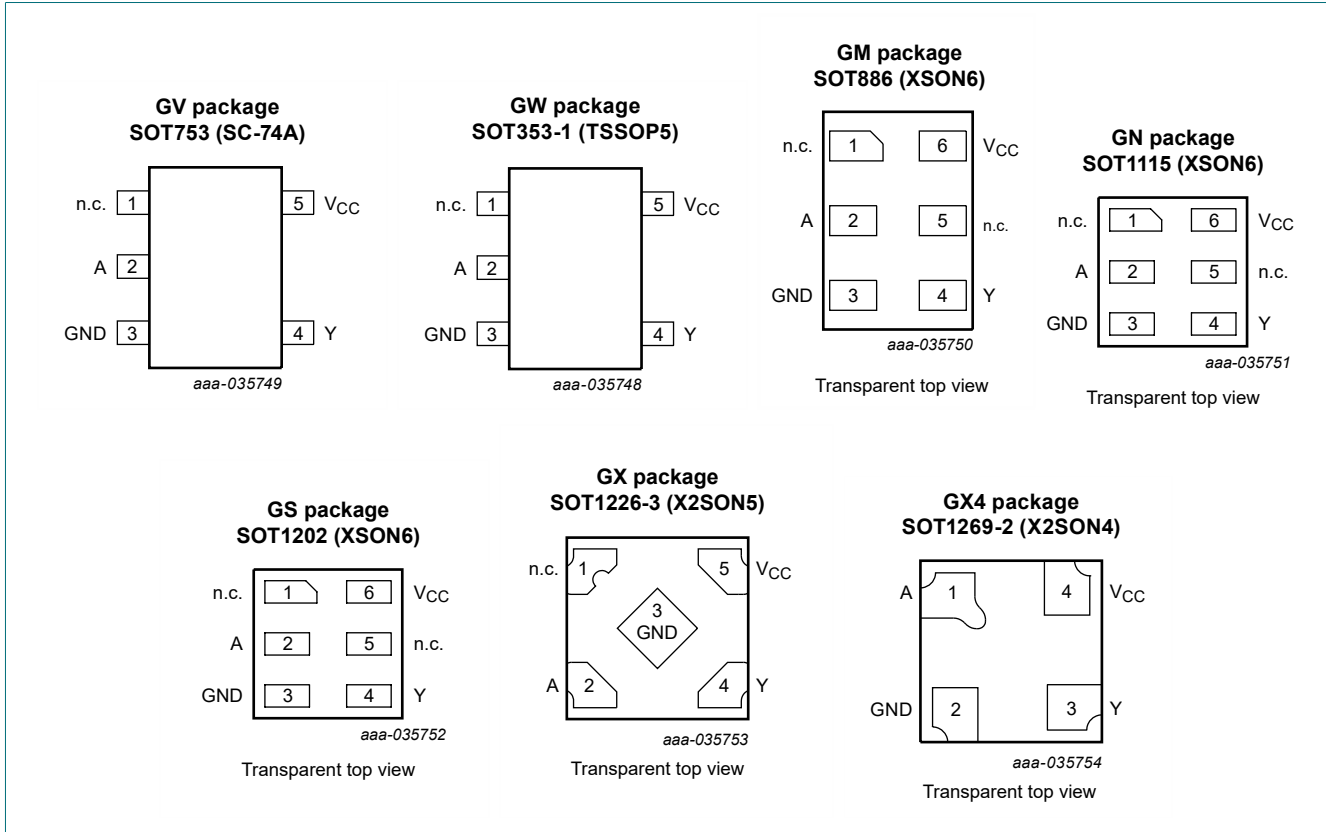 GV package
SOT753 (SC-74A)
n.c. 1 5 VCC
A 2
GND 3 4 Y
aaa-035749
GW package
SOT353-1 (TSSOP5)
n.c. 1 5 VCC
A 2
GND 3 4 Y
aaa-035748
GM package
SOT886 (XSON6)
n.c. 1 6 VCC
A 2 5 n.c.
GND 3 4 Y
aaa-035750
Transparent top view
GN package
SOT1115 (XSON6)
n.c. 1 6 VCC
A 2 5 n.c.
GND 3 4 Y
aaa-035751
Transparent top view
GS package
SOT1202 (XSON6)
n.c. 1 6 VCC
A 2 5 n.c.
GND 3 4 Y
aaa-035752
Transparent top view
GX package
SOT1226-3 (X2SON5)
n.c. 1 5 VCC
3
GND
A 2 4 Y
aaa-035753
Transparent top view
GX4 package
SOT1269-2 (X2SON4)
A 1 4 VCC
GND 2 3 Y
aaa-035754
Transparent top view